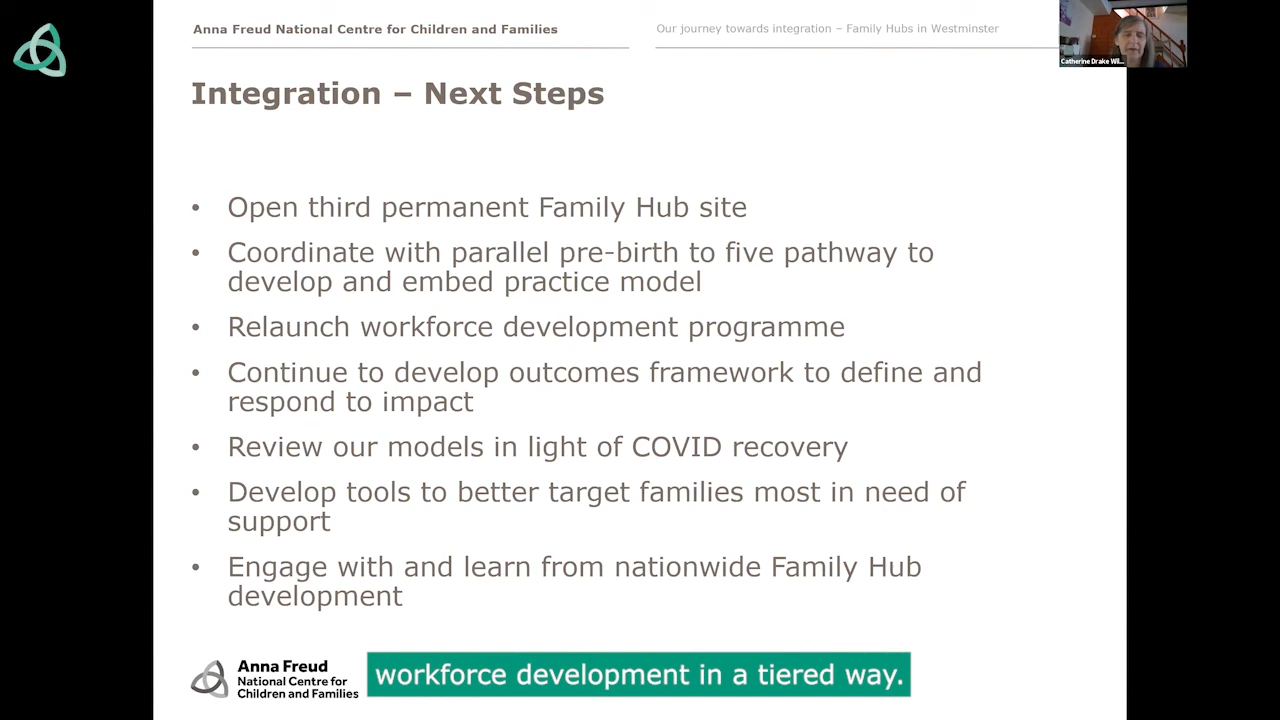 Anna Freud National Centre for Children and Families
Our journey towards integration – Family Hubs in Westminster
Catherine Drake Wil...
Integration – Next Steps
• Open third permanent Family Hub site
• Coordinate with parallel pre-birth to five pathway to
develop and embed practice model
• Relaunch workforce development programme
• Continue to develop outcomes framework to define and
respond to impact
• Review our models in light of COVID recovery
• Develop tools to better target families most in need of
support
• Engage with and learn from nationwide Family Hub
development
Anna Freud
National Centre for
Children and Families
workforce development in a tiered way.